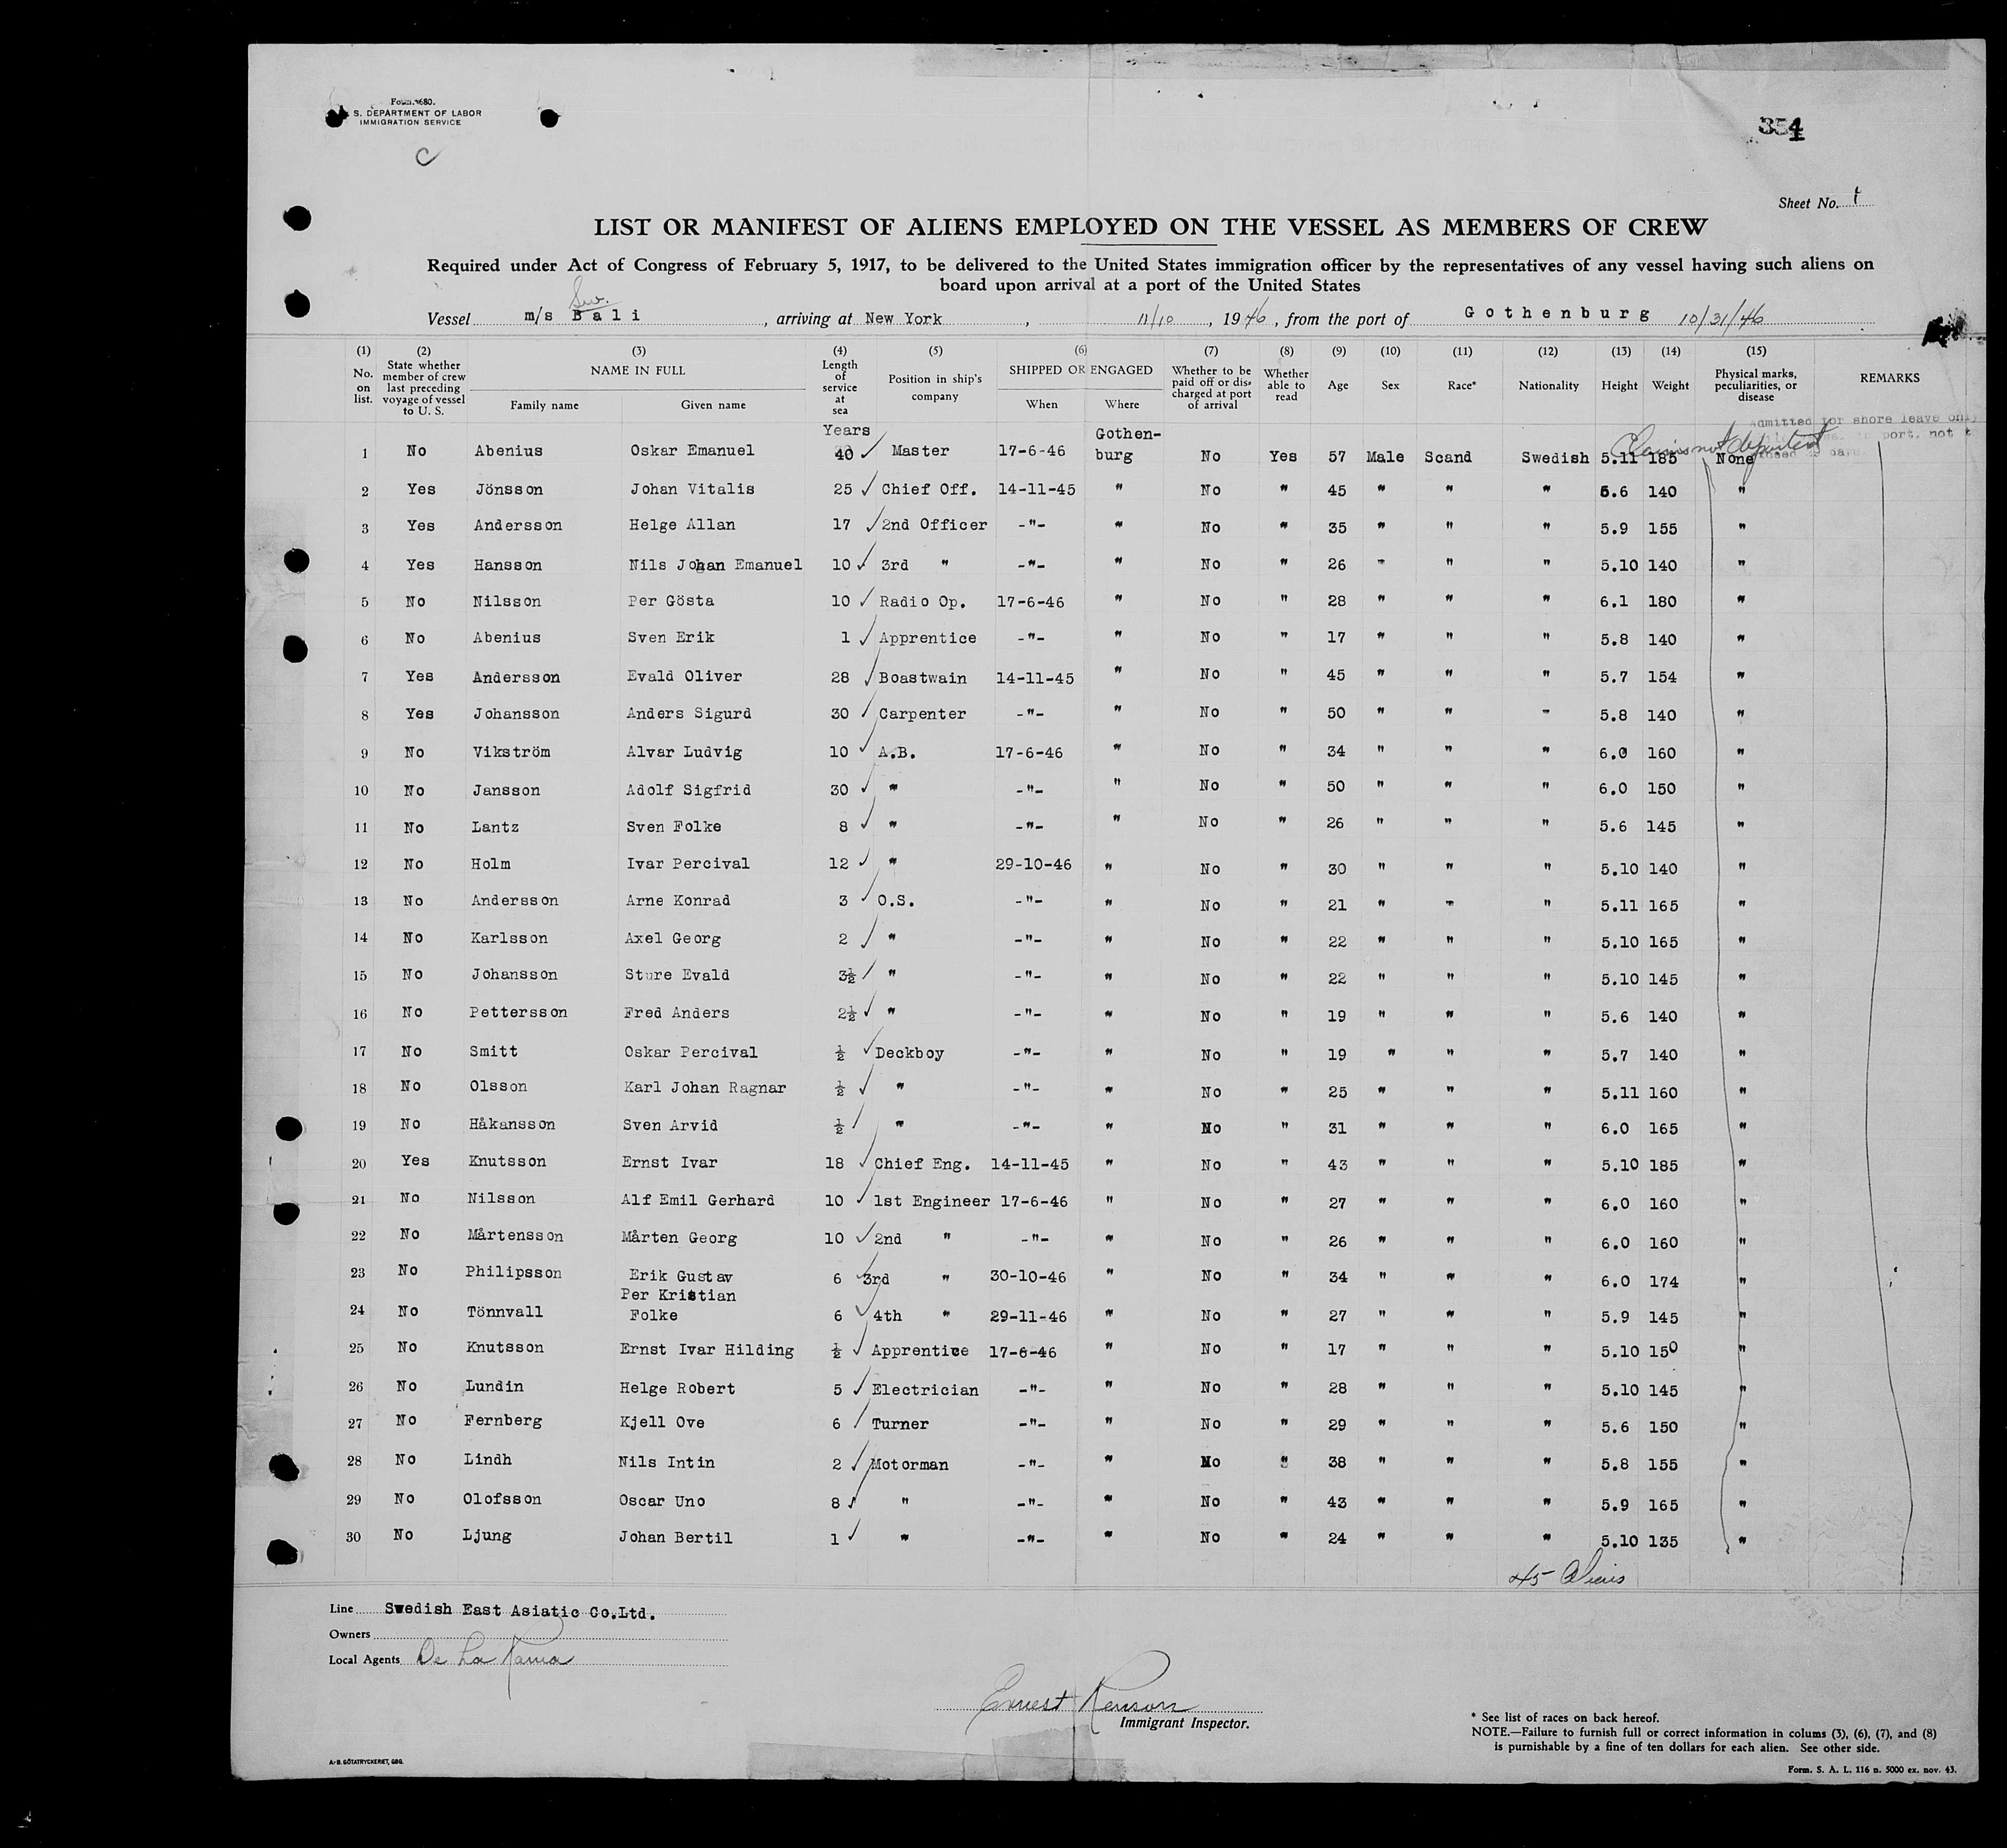 Form 680.
S. DEPARTMENT OF LABOR
IMMIGRATION SERVICE
C
354
Sheet No. 1
LIST OR MANIFEST OF ALIENS EMPLOYED ON THE VESSEL AS MEMBERS OF CREW
Required under Act of Congress of February 5, 1917, to be delivered to the United States immigration officer by the representatives of any vessel having such aliens on
board upon arrival at a port of the United States
Sw.
Vessel m/s Bali, arriving at New York, 11/10, 1946, from the port of Gothenburg 10/31/46
(1) No. on list. (2) State whether member of crew last preceding voyage of vessel to U. S. (3) NAME IN FULL Family name Given name (4) Length of service at sea (5) Position in ship's company (6) SHIPPED OR ENGAGED When Where (7) Whether to be paid off or discharged at port of arrival (8) Whether able to read (9) Age (10) Sex (11) Race* (12) Nationality (13) Height (14) Weight (15) Physical marks, peculiarities, or disease REMARKS
admitted for shore leave only
port. not t
Years
1 No Abenius Oskar Emanuel 40 Master 17-6-46 Gothen-burg No Yes 57 Male Scand Swedish 5.11 185 None
2 Yes Jönsson Johan Vitalis 25 Chief Off. 14-11-45 " No " 45 " " " 5.6 140 "
3 Yes Andersson Helge Allan 17 2nd Officer -"- " No " 35 " " " 5.9 155 "
4 Yes Hansson Nils Johan Emanuel 10 3rd " -"- " No " 26 " " " 5.10 140 "
5 No Nilsson Per Gösta 10 Radio Op. 17-6-46 " No " 28 " " " 6.1 180 "
6 No Abenius Sven Erik 1 Apprentice -"- " No " 17 " " " 5.8 140 "
7 Yes Andersson Evald Oliver 28 Boastwain 14-11-45 " No " 45 " " " 5.7 154 "
8 Yes Johansson Anders Sigurd 30 Carpenter -"- " No " 50 " " " 5.8 140 "
9 No Vikström Alvar Ludvig 10 A.B. 17-6-46 " No " 34 " " " 6.0 160 "
10 No Jansson Adolf Sigfrid 30 " -"- " No " 50 " " " 6.0 150 "
11 No Lantz Sven Folke 8 " -"- " No " 26 " " " 5.6 145 "
12 No Holm Ivar Percival 12 " 29-10-46 " No " 30 " " " 5.10 140 "
13 No Andersson Arne Konrad 3 O.S. -"- " No " 21 " " " 5.11 165 "
14 No Karlsson Axel Georg 2 " -"- " No " 22 " " " 5.10 165 "
15 No Johansson Sture Evald 3½ " -"- " No " 22 " " " 5.10 145 "
16 No Pettersson Fred Anders 2½ " -"- " No " 19 " " " 5.6 140 "
17 No Smitt Oskar Percival ½ Deckboy -"- " No " 19 " " " 5.7 140 "
18 No Olsson Karl Johan Ragnar ½ " -"- " No " 25 " " " 5.11 160 "
19 No Håkansson Sven Arvid ½ " -"- " No " 31 " " " 6.0 165 "
20 Yes Knutsson Ernst Ivar 18 Chief Eng. 14-11-45 " No " 43 " " " 5.10 185 "
21 No Nilsson Alf Emil Gerhard 10 1st Engineer 17-6-46 " No " 27 " " " 6.0 160 "
22 No Mårtensson Mårten Georg 10 2nd " -"- " No " 26 " " " 6.0 160 "
23 No Philipsson Erik Gustav 6 3rd " 30-10-46 " No " 34 " " " 6.0 174 "
24 No Tönnvall Per Kristian Folke 6 4th " 29-11-46 " No " 27 " " " 5.9 145 "
25 No Knutsson Ernst Ivar Hilding ½ Apprentice 17-6-46 " No " 17 " " " 5.10 150 "
26 No Lundin Helge Robert 5 Electrician -"- " No " 28 " " " 5.10 145 "
27 No Fernberg Kjell Ove 6 Turner -"- " No " 29 " " " 5.6 150 "
28 No Lindh Nils Intin 2 Motorman -"- " No " 38 " " " 5.8 155 "
29 No Olofsson Oscar Uno 8 " -"- " No " 43 " " " 5.9 165 "
30 No Ljung Johan Bertil 1 " -"- " No " 24 " " " 5.10 135 "
45 Aliens
Line Swedish East Asiatic Co.Ltd.
Owners
Local Agents De La Rama
Ernest Kenson
Immigrant Inspector.
* See list of races on back hereof.
NOTE.—Failure to furnish full or correct information in colums (3), (6), (7), and (8)
is purnishable by a fine of ten dollars for each alien. See other side.
A.-B. GÖTATRYCKERIET, GBG.
Form. S. A. L. 116 n. 5000 ex. nov. 43.